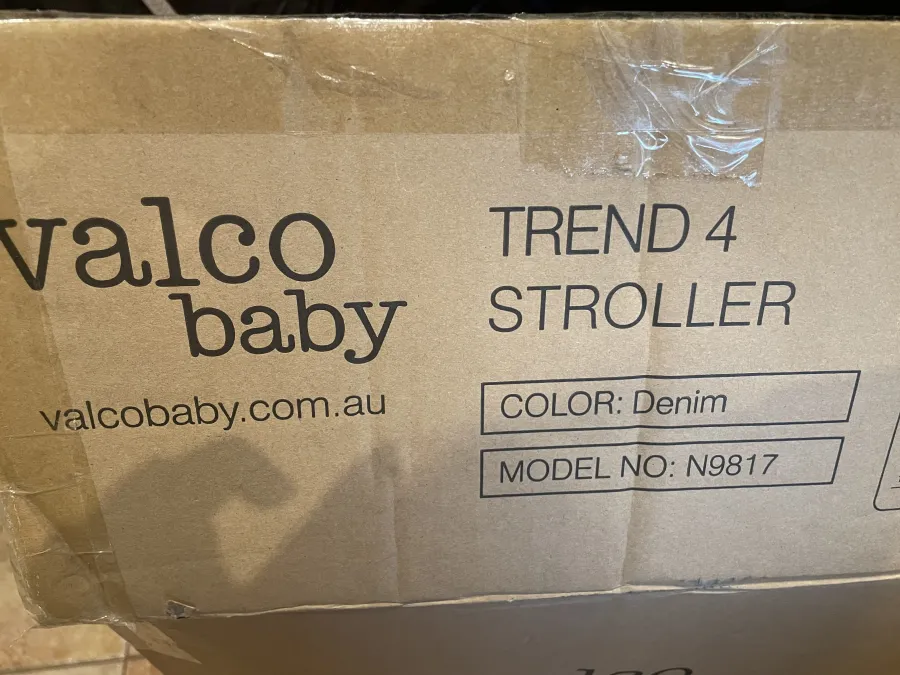 valco
baby
valcobaby.com.au
TREND 4
STROLLER
COLOR: Denim
MODEL NO: N9817